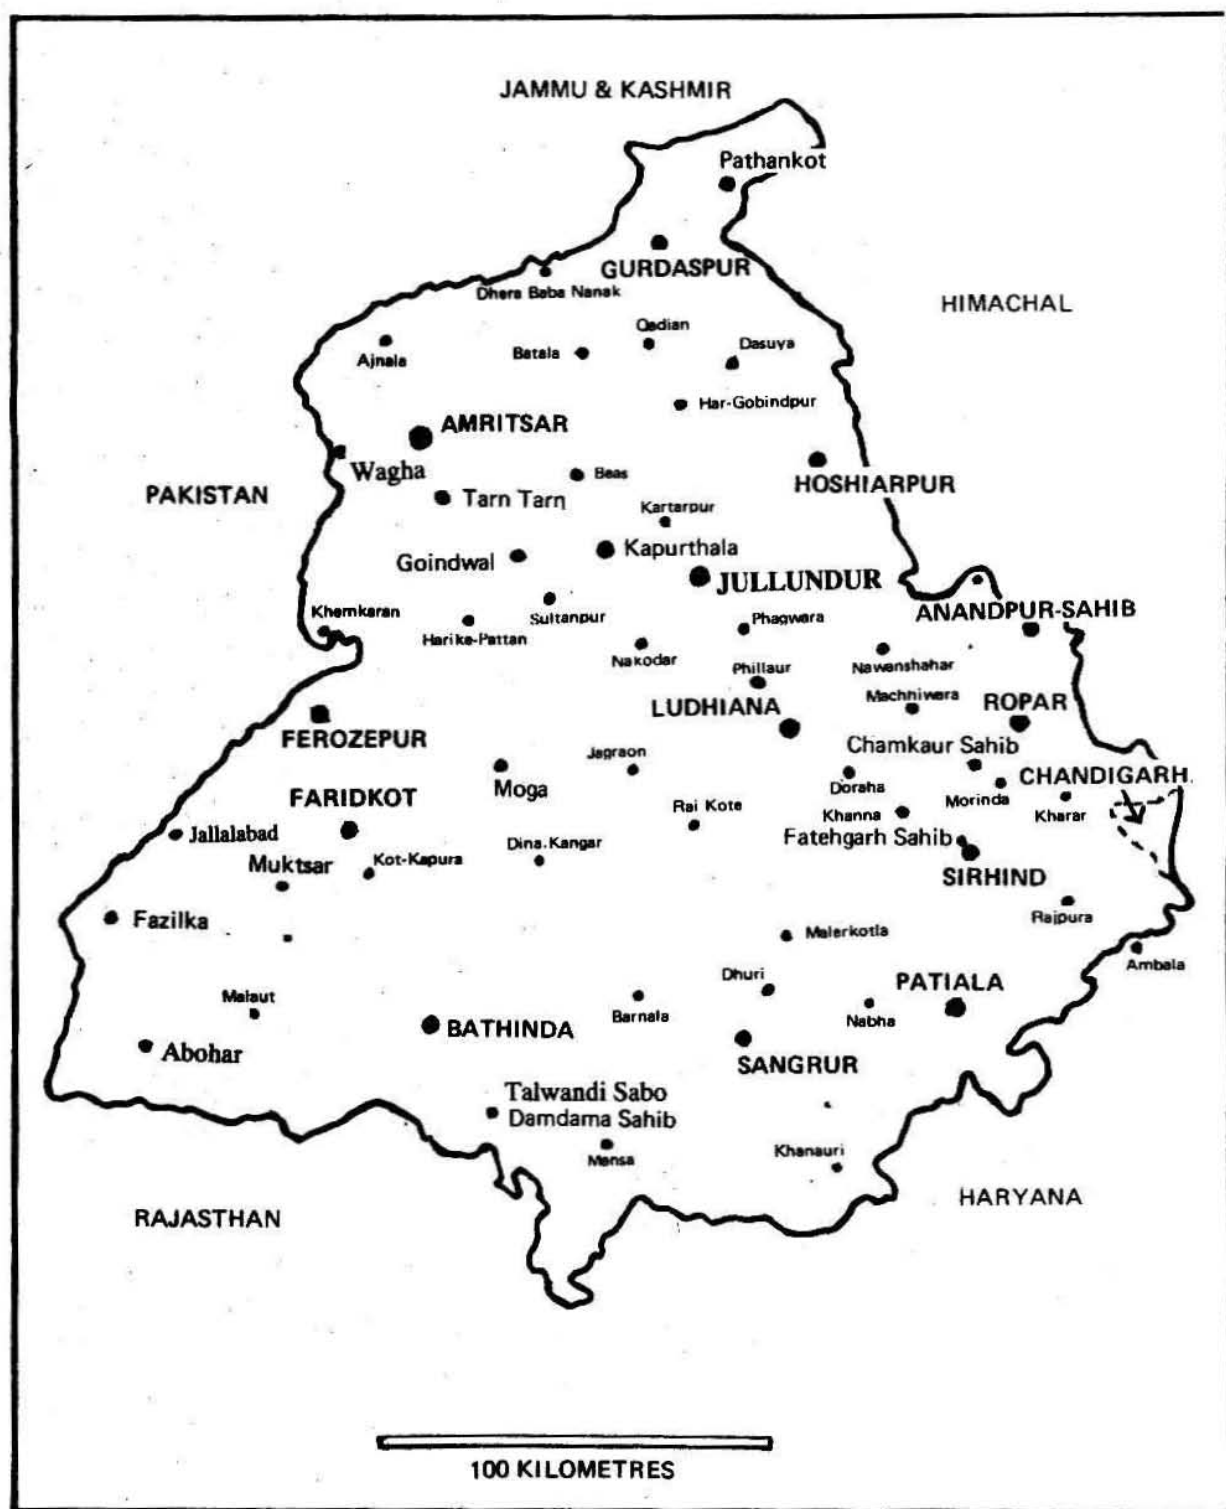 JAMMU & KASHMIR
Pathankot
GURDASPUR
Dhera Baba Nanak
HIMACHAL
Qadian
Ajnala
Batala
Dasuya
Har-Gobindpur
AMRITSAR
Wagha
Beas
HOSHIARPUR
PAKISTAN
Tarn Tarn
Kartarpur
Goindwal
Kapurthala
JULLUNDUR
Khemkaran
Harike-Pattan
Sultanpur
Phagwara
ANANDPUR-SAHIB
Nakodar
Phillaur
Nawanshahar
LUDHIANA
Machhiwara
ROPAR
FEROZEPUR
Chamkaur Sahib
Jagraon
CHANDIGARH
Moga
Doraha
FARIDKOT
Morinda
Rai Kote
Khanna
Kharar
Jallalabad
Dina.Kangar
Fatehgarh Sahib
Muktsar
Kot-Kapura
SIRHIND
Fazilka
Rajpura
Malerkotla
Ambala
Dhuri
PATIALA
Malaut
Barnala
Nabha
BATHINDA
Abohar
SANGRUR
Talwandi Sabo
Damdama Sahib
Mansa
Khanauri
RAJASTHAN
HARYANA
100 KILOMETRES